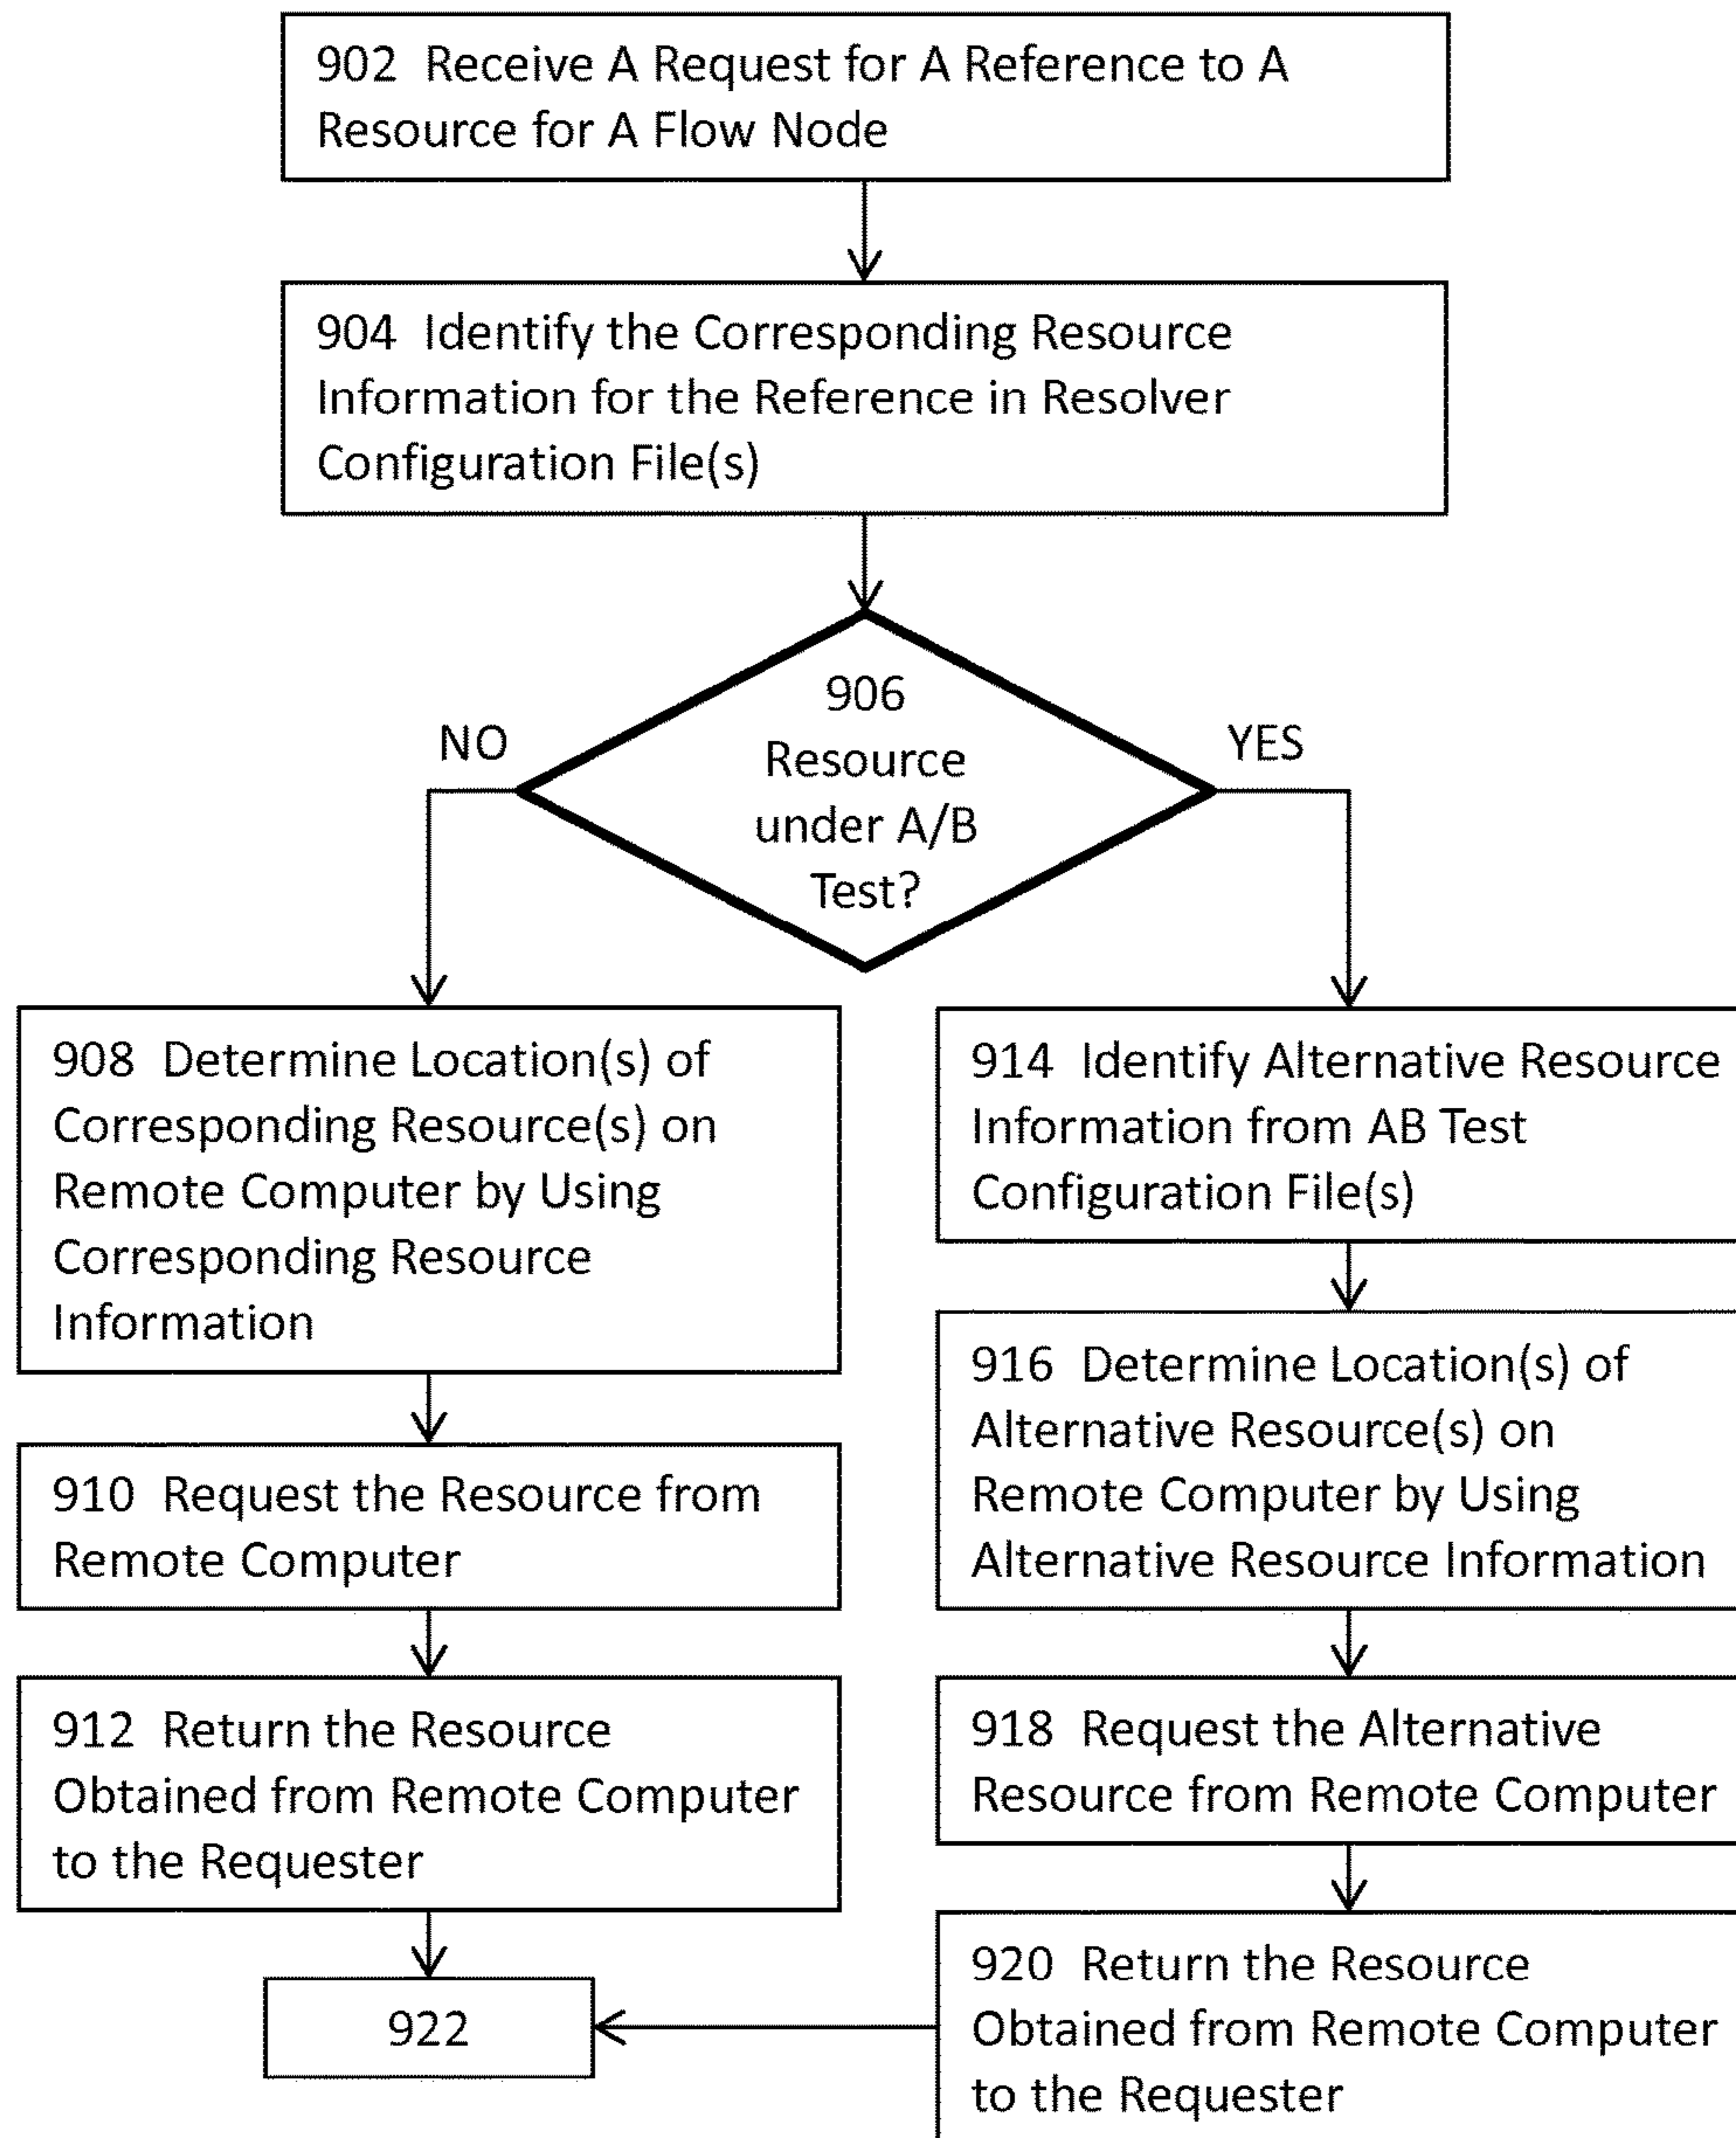 902 Receive A Request for A Reference to A
Resource for A Flow Node
904 Identify the Corresponding Resource
Information for the Reference in Resolver
Configuration File(s)
906
Resource
under A/B
Test?
NO
YES
908 Determine Location(s) of
Corresponding Resource(s) on
Remote Computer by Using
Corresponding Resource
Information
910 Request the Resource from
Remote Computer
912 Return the Resource
Obtained from Remote Computer
to the Requester
914 Identify Alternative Resource
Information from AB Test
Configuration File(s)
916 Determine Location(s) of
Alternative Resource(s) on
Remote Computer by Using
Alternative Resource Information
918 Request the Alternative
Resource from Remote Computer
920 Return the Resource
Obtained from Remote Computer
to the Requester
922